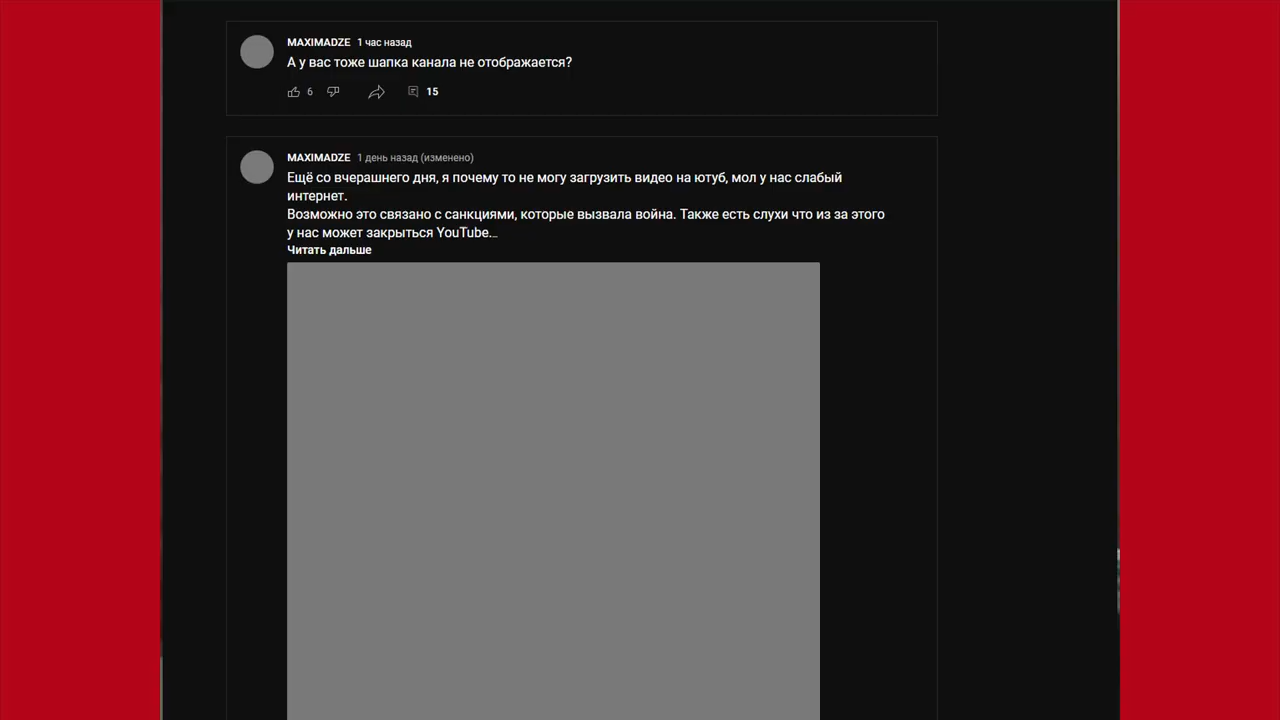 MAXIMADZE 1 час назад
А у вас тоже шапка канала не отображается?
6 15
MAXIMADZE 1 день назад (изменено)
Ещё со вчерашнего дня, я почему то не могу загрузить видео на ютуб, мол у нас слабый
интернет.
Возможно это связано с санкциями, которые вызвала война. Также есть слухи что из за этого
у нас может закрыться YouTube...
Читать дальше